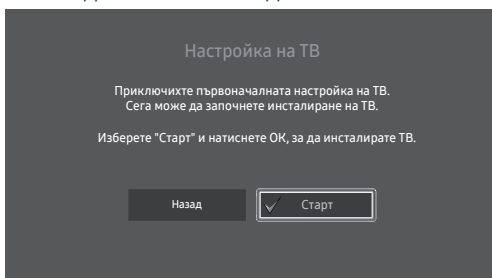 Настройка на ТВ
Приключихте първоначалната настройка на ТВ.
Сега може да започнете инсталиране на ТВ.
Изберете "Старт" и натиснете ОК, за да инсталирате ТВ.
Назад
Старт